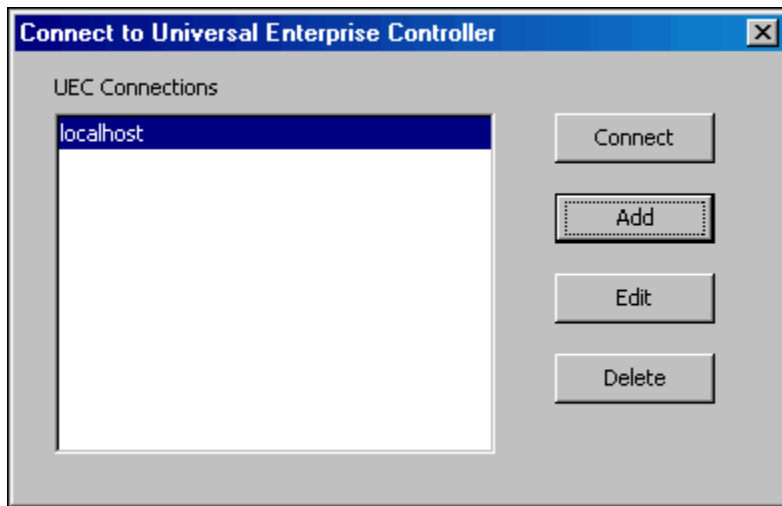 Connect to Universal Enterprise Controller
UEC Connections
localhost
Connect
Add
Edit
Delete